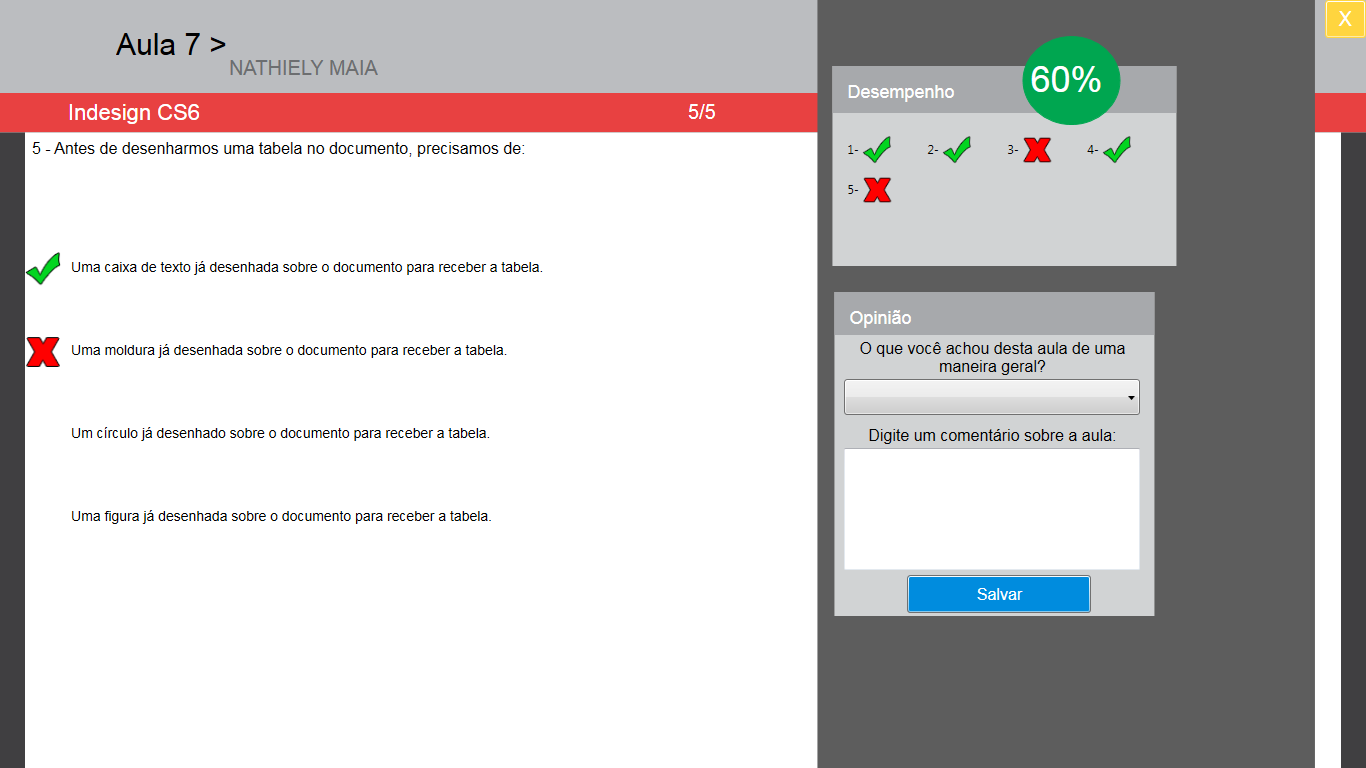 Aula 7 >
NATHIELY MAIA
Indesign CS6
5/5
5 - Antes de desenharmos uma tabela no documento, precisamos de:
Uma caixa de texto já desenhada sobre o documento para receber a tabela.
Uma moldura já desenhada sobre o documento para receber a tabela.
Um círculo já desenhado sobre o documento para receber a tabela.
Uma figura já desenhada sobre o documento para receber a tabela.
X
Desempenho
60%
1-
2-
3-
4-
5-
Opinião
O que você achou desta aula de uma
maneira geral?
Digite um comentário sobre a aula:
Salvar